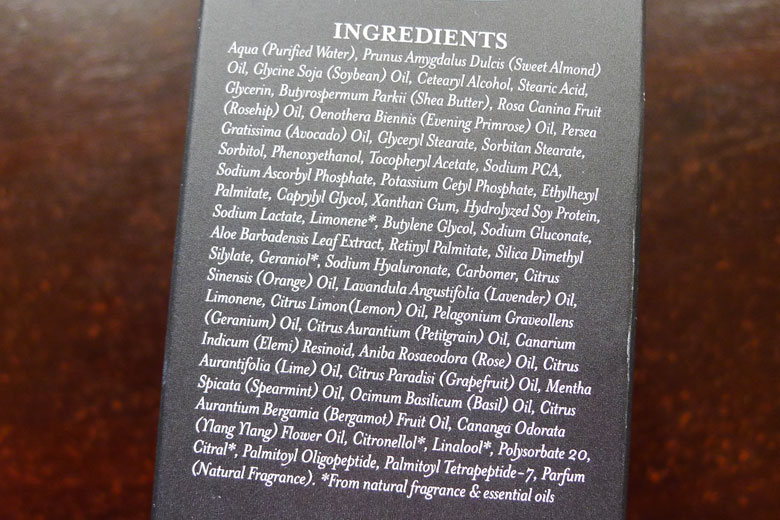 INGREDIENTS
Aqua (Purified Water), Prunus Amygdalus Dulcis (Sweet Almond)
Oil, Glycine Soja (Soybean) Oil, Cetearyl Alcohol, Stearic Acid,
Glycerin, Butyrospermum Parkii (Shea Butter), Rosa Canina Fruit
(Rosehip) Oil, Oenothera Biennis (Evening Primrose) Oil, Persea
Gratissima (Avocado) Oil, Glyceryl Stearate, Sorbitan Stearate,
Sorbitol, Phenoxyethanol, Tocopheryl Acetate, Sodium PCA,
Sodium Ascorbyl Phosphate, Potassium Cetyl Phosphate, Ethylhexyl
Palmitate, Caprylyl Glycol, Xanthan Gum, Hydrolyzed Soy Protein,
Sodium Lactate, Limonene*, Butylene Glycol, Sodium Gluconate,
Aloe Barbadensis Leaf Extract, Retinyl Palmitate, Silica Dimethyl
Silylate, Geraniol*, Sodium Hyaluronate, Carbomer, Citrus
Sinensis (Orange) Oil, Lavandula Angustifolia (Lavender) Oil,
Limonene, Citrus Limon(Lemon) Oil, Pelagonium Graveollens
(Geranium) Oil, Citrus Aurantium (Petitgrain) Oil, Canarium
Indicum (Elemi) Resinoid, Aniba Rosaeodora (Rose) Oil, Citrus
Aurantifolia (Lime) Oil, Citrus Paradisi (Grapefruit) Oil, Mentha
Spicata (Spearmint) Oil, Ocimum Basilicum (Basil) Oil, Citrus
Aurantium Bergamia (Bergamot) Fruit Oil, Cananga Odorata
(Ylang Ylang) Flower Oil, Citronellol*, Linalool*, Polysorbate 20,
Citral*, Palmitoyl Oligopeptide, Palmitoyl Tetrapeptide-7, Parfum
(Natural Fragrance). *From natural fragrance & essential oils